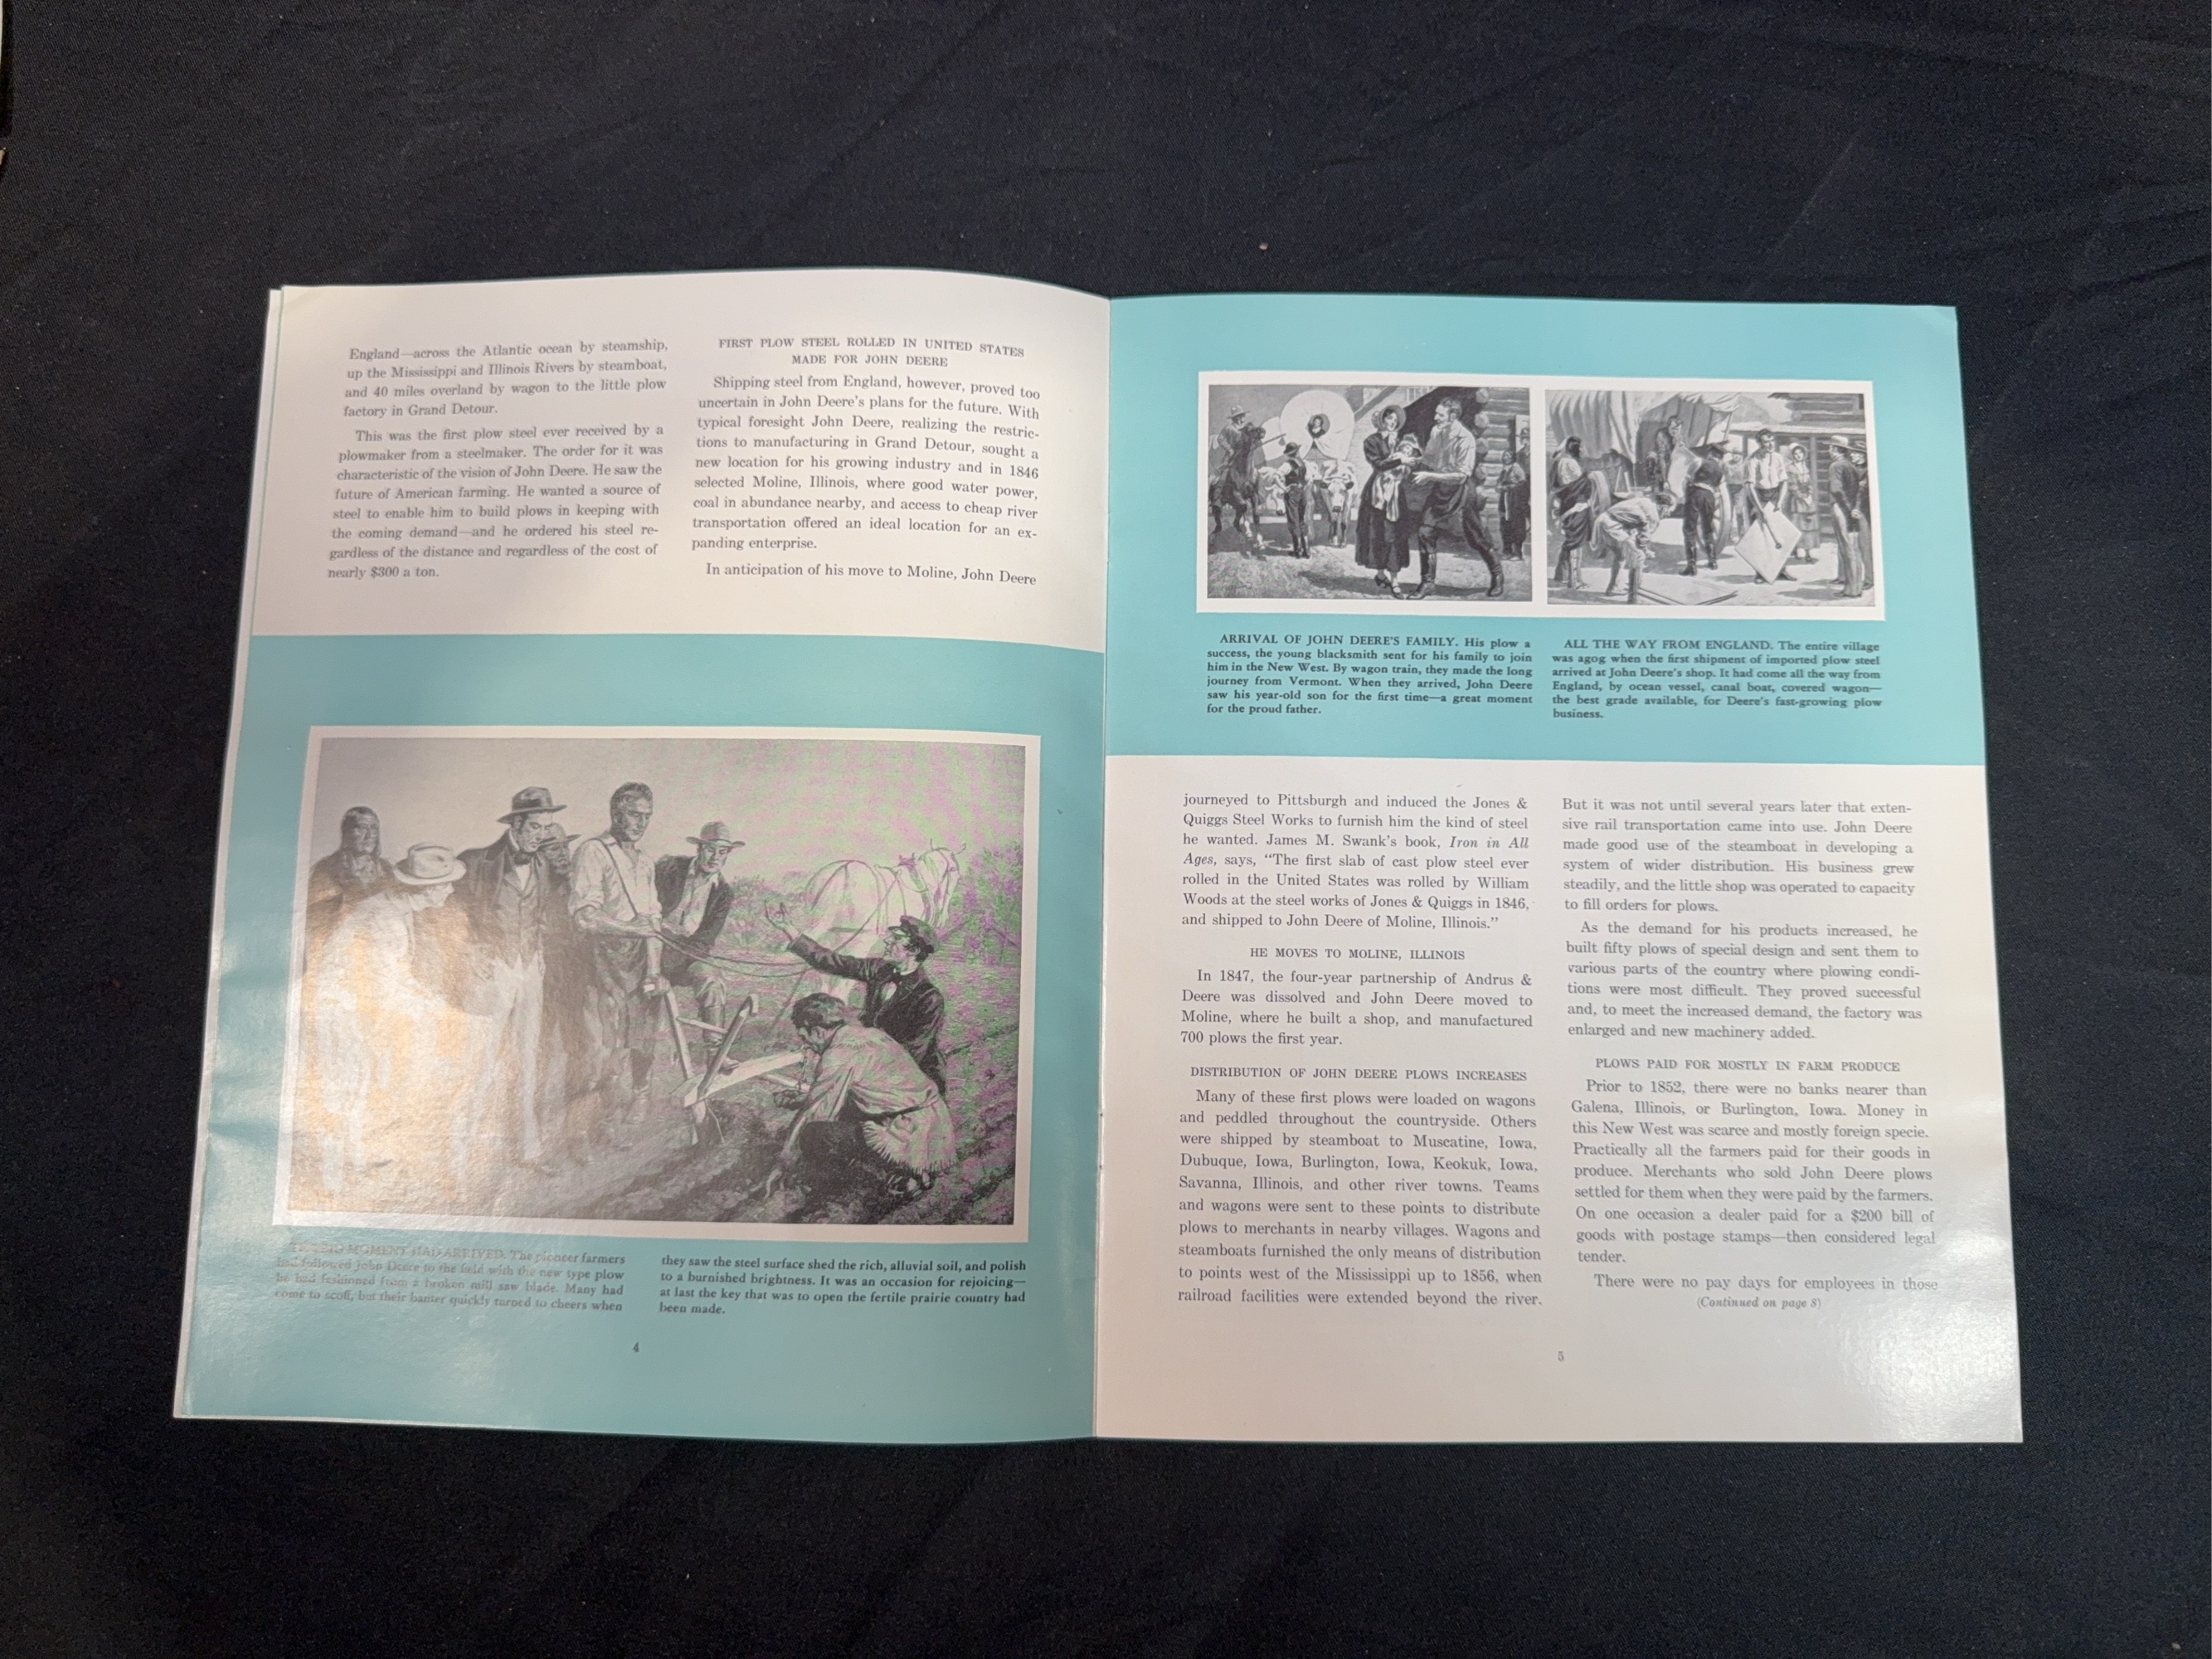 England—across the Atlantic ocean by steamship,
up the Mississippi and Illinois Rivers by steamboat,
and 40 miles overland by wagon to the little plow
factory in Grand Detour.
This was the first plow steel ever received by a
plowmaker from a steelmaker. The order for it was
characteristic of the vision of John Deere. He saw the
future of American farming. He wanted a source of
steel to enable him to build plows in keeping with
the coming demand—and he ordered his steel re-
gardless of the distance and regardless of the cost of
nearly $300 a ton.
FIRST PLOW STEEL ROLLED IN UNITED STATES
MADE FOR JOHN DEERE
Shipping steel from England, however, proved too
uncertain in John Deere's plans for the future. With
typical foresight John Deere, realizing the restric-
tions to manufacturing in Grand Detour, sought a
new location for his growing industry and in 1846
selected Moline, Illinois, where good water power,
coal in abundance nearby, and access to cheap river
transportation offered an ideal location for an ex-
panding enterprise.
In anticipation of his move to Moline, John Deere
MOMENT HAD ARRIVED. The pioneer farmers
had followed John Deere to the field with the new type plow
he had fashioned from a broken mill saw blade. Many had
come to scoff, but their banter quickly turned to cheers when
they saw the steel surface shed the rich, alluvial soil, and polish
to a burnished brightness. It was an occasion for rejoicing—
at last the key that was to open the fertile prairie country had
been made.
4
ARRIVAL OF JOHN DEERE'S FAMILY. His plow a
success, the young blacksmith sent for his family to join
him in the New West. By wagon train, they made the long
journey from Vermont. When they arrived, John Deere
saw his year-old son for the first time—a great moment
for the proud father.
ALL THE WAY FROM ENGLAND. The entire village
was agog when the first shipment of imported plow steel
arrived at John Deere's shop. It had come all the way from
England, by ocean vessel, canal boat, covered wagon—
the best grade available, for Deere's fast-growing plow
business.
journeyed to Pittsburgh and induced the Jones &
Quiggs Steel Works to furnish him the kind of steel
he wanted. James M. Swank's book, Iron in All
Ages, says, "The first slab of cast plow steel ever
rolled in the United States was rolled by William
Woods at the steel works of Jones & Quiggs in 1846,
and shipped to John Deere of Moline, Illinois."
HE MOVES TO MOLINE, ILLINOIS
In 1847, the four-year partnership of Andrus &
Deere was dissolved and John Deere moved to
Moline, where he built a shop, and manufactured
700 plows the first year.
DISTRIBUTION OF JOHN DEERE PLOWS INCREASES
Many of these first plows were loaded on wagons
and peddled throughout the countryside. Others
were shipped by steamboat to Muscatine, Iowa,
Dubuque, Iowa, Burlington, Iowa, Keokuk, Iowa,
Savanna, Illinois, and other river towns. Teams
and wagons were sent to these points to distribute
plows to merchants in nearby villages. Wagons and
steamboats furnished the only means of distribution
to points west of the Mississippi up to 1856, when
railroad facilities were extended beyond the river.
But it was not until several years later that exten-
sive rail transportation came into use. John Deere
made good use of the steamboat in developing a
system of wider distribution. His business grew
steadily, and the little shop was operated to capacity
to fill orders for plows.
As the demand for his products increased, he
built fifty plows of special design and sent them to
various parts of the country where plowing condi-
tions were most difficult. They proved successful
and, to meet the increased demand, the factory was
enlarged and new machinery added.
PLOWS PAID FOR MOSTLY IN FARM PRODUCE
Prior to 1852, there were no banks nearer than
Galena, Illinois, or Burlington, Iowa. Money in
this New West was scarce and mostly foreign specie.
Practically all the farmers paid for their goods in
produce. Merchants who sold John Deere plows
settled for them when they were paid by the farmers.
On one occasion a dealer paid for a $200 bill of
goods with postage stamps—then considered legal
tender.
There were no pay days for employees in those
(Continued on page 8)
5